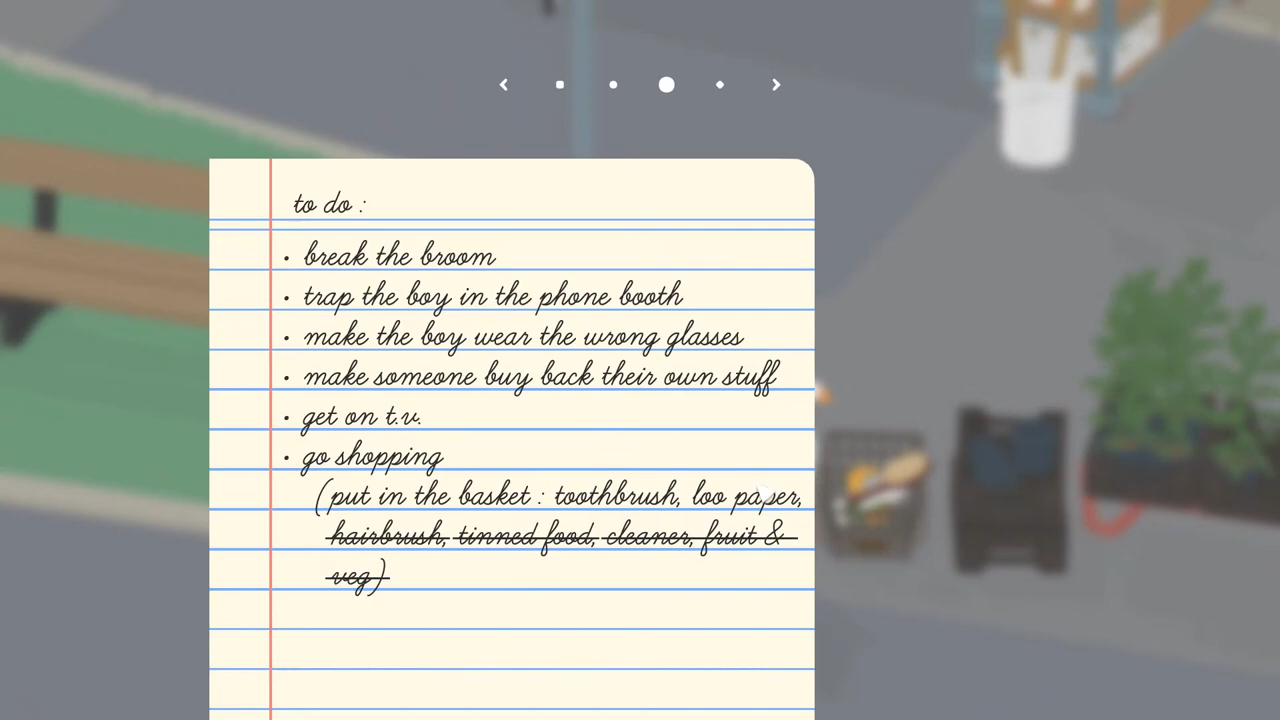 to do :
• break the broom
• trap the boy in the phone booth
• make the boy wear the wrong glasses
• make someone buy back their own stuff
• get on t.v.
• go shopping
(put in the basket : toothbrush, loo paper,
hairbrush, tinned food, cleaner, fruit &
veg)